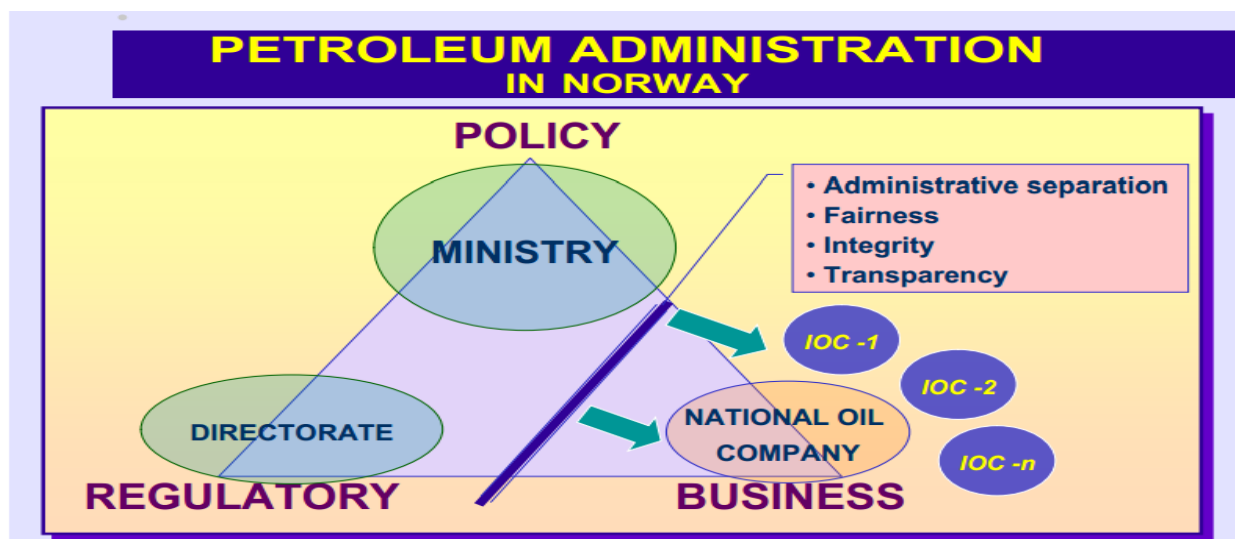 PETROLEUM ADMINISTRATION
IN NORWAY
POLICY
MINISTRY
• Administrative separation
• Fairness
• Integrity
• Transparency
IOC -1
IOC -2
NATIONAL OIL
COMPANY
IOC -n
DIRECTORATE
REGULATORY
BUSINESS